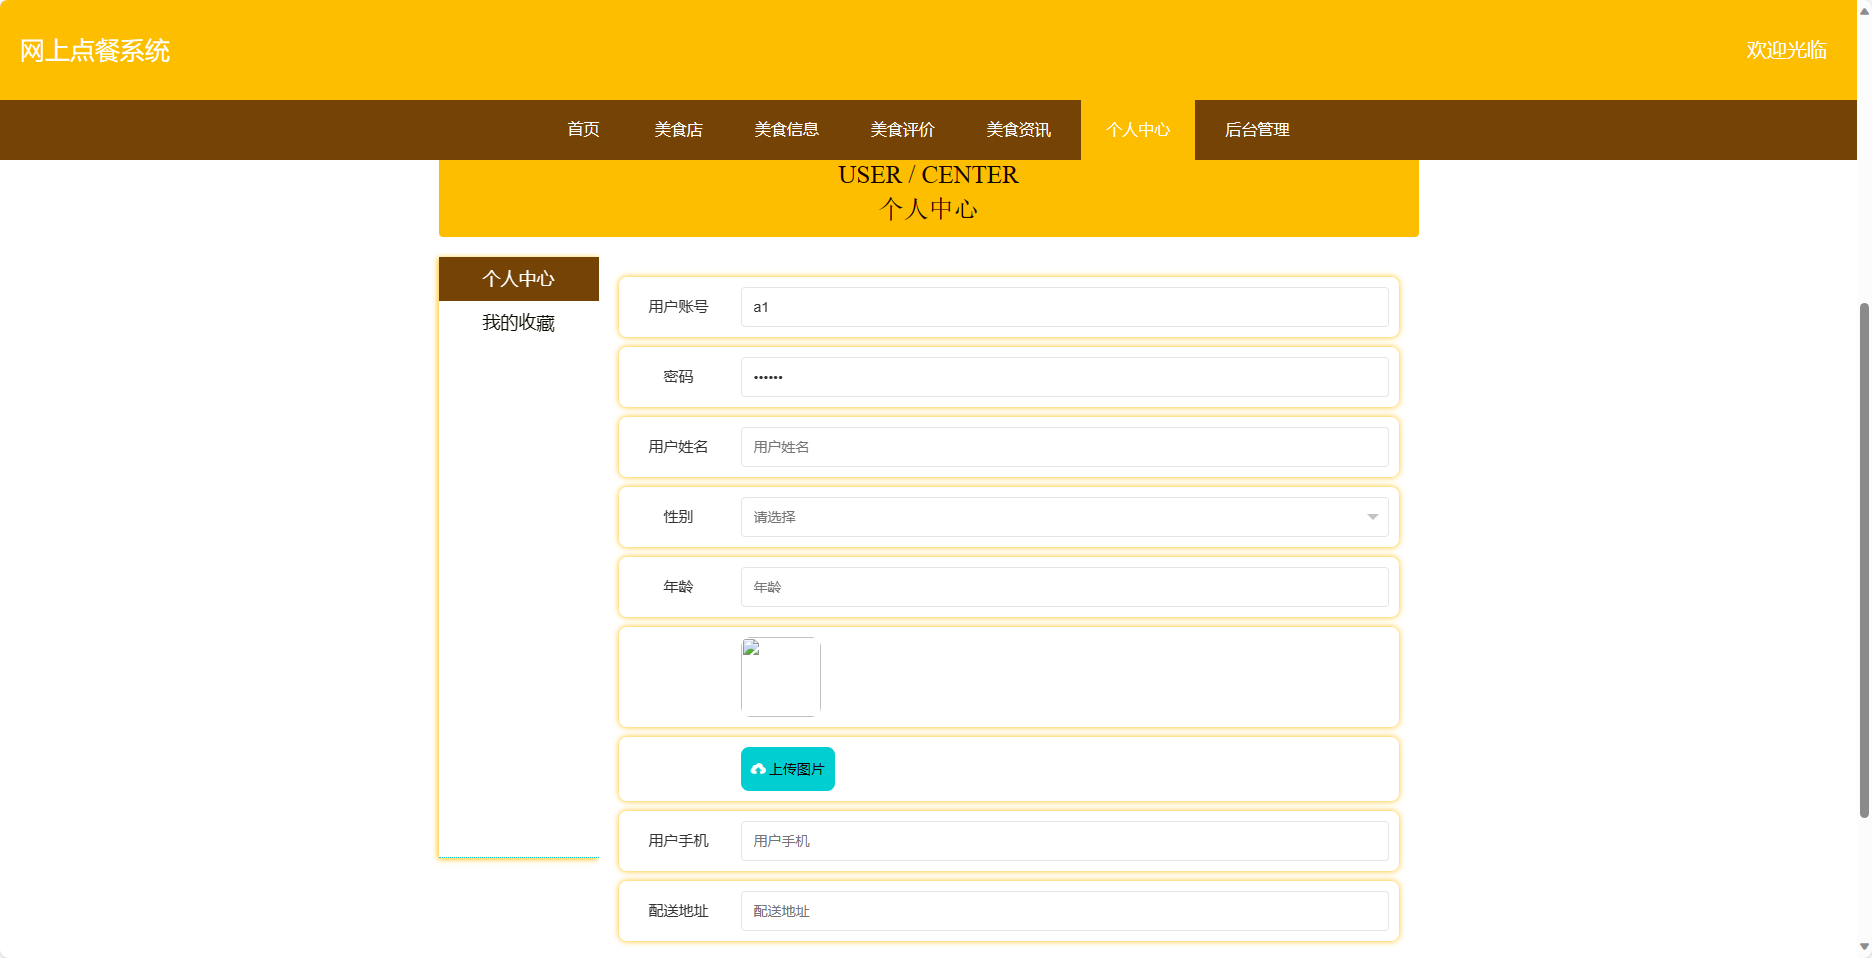 网上点餐系统
欢迎光临
首页 美食店 美食信息 美食评价 美食资讯 个人中心 后台管理
USER / CENTER
个人中心
个人中心
我的收藏
用户账号 a1
密码 ••••••
用户姓名 用户姓名
性别 请选择
年龄 年龄
上传图片
用户手机 用户手机
配送地址 配送地址